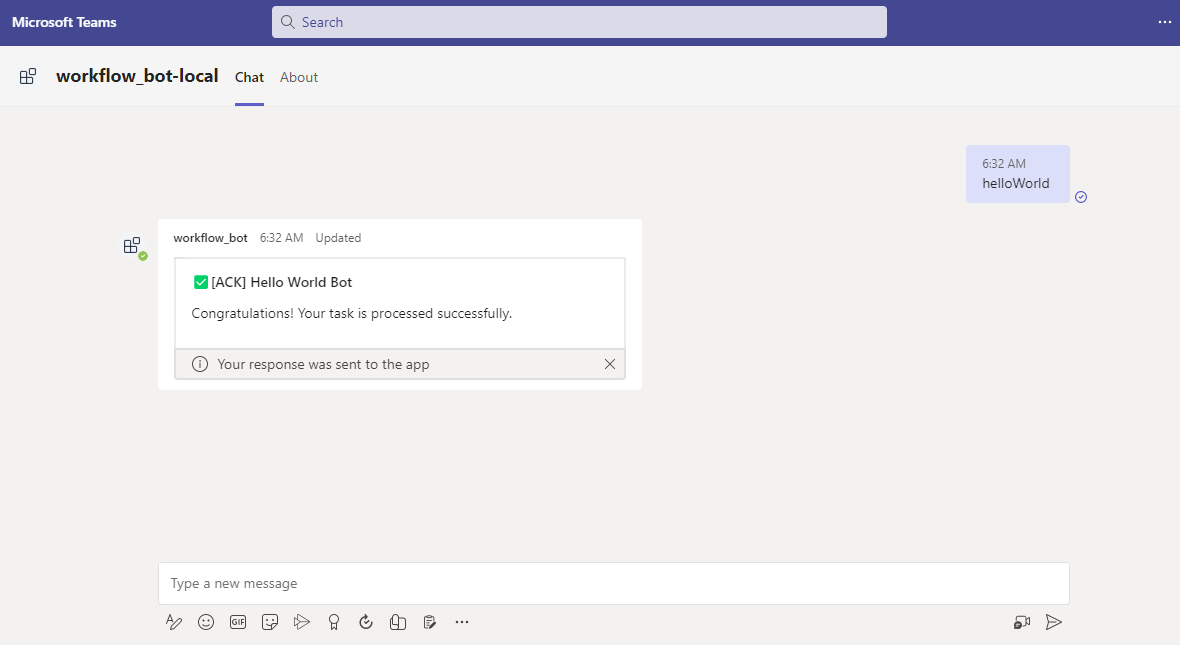 Microsoft Teams
Search
workflow_bot-local Chat About
6:32 AM
helloWorld
workflow_bot 6:32 AM Updated
[ACK] Hello World Bot
Congratulations! Your task is processed successfully.
Your response was sent to the app
Type a new message
GIF